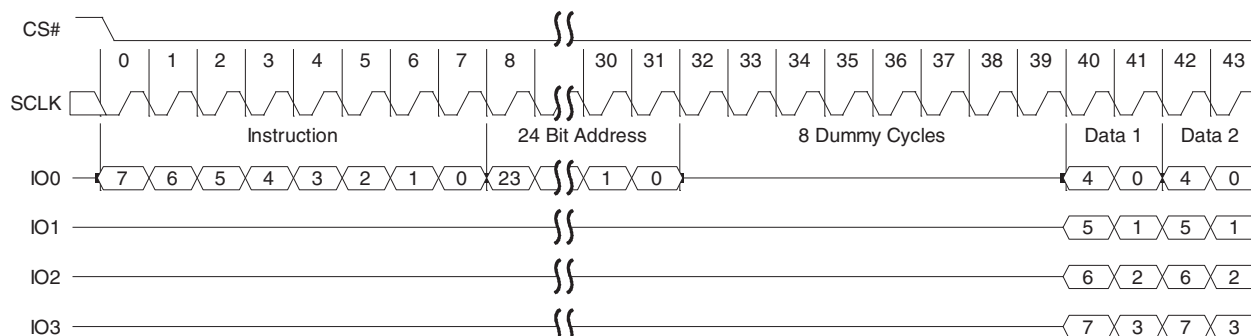 CS#
0 1 2 3 4 5 6 7 8 30 31 32 33 34 35 36 37 38 39 40 41 42 43
SCLK
Instruction 24 Bit Address 8 Dummy Cycles Data 1 Data 2
IO0 7 6 5 4 3 2 1 0 23 1 0 4 0 4 0
IO1 5 1 5 1
IO2 6 2 6 2
IO3 7 3 7 3